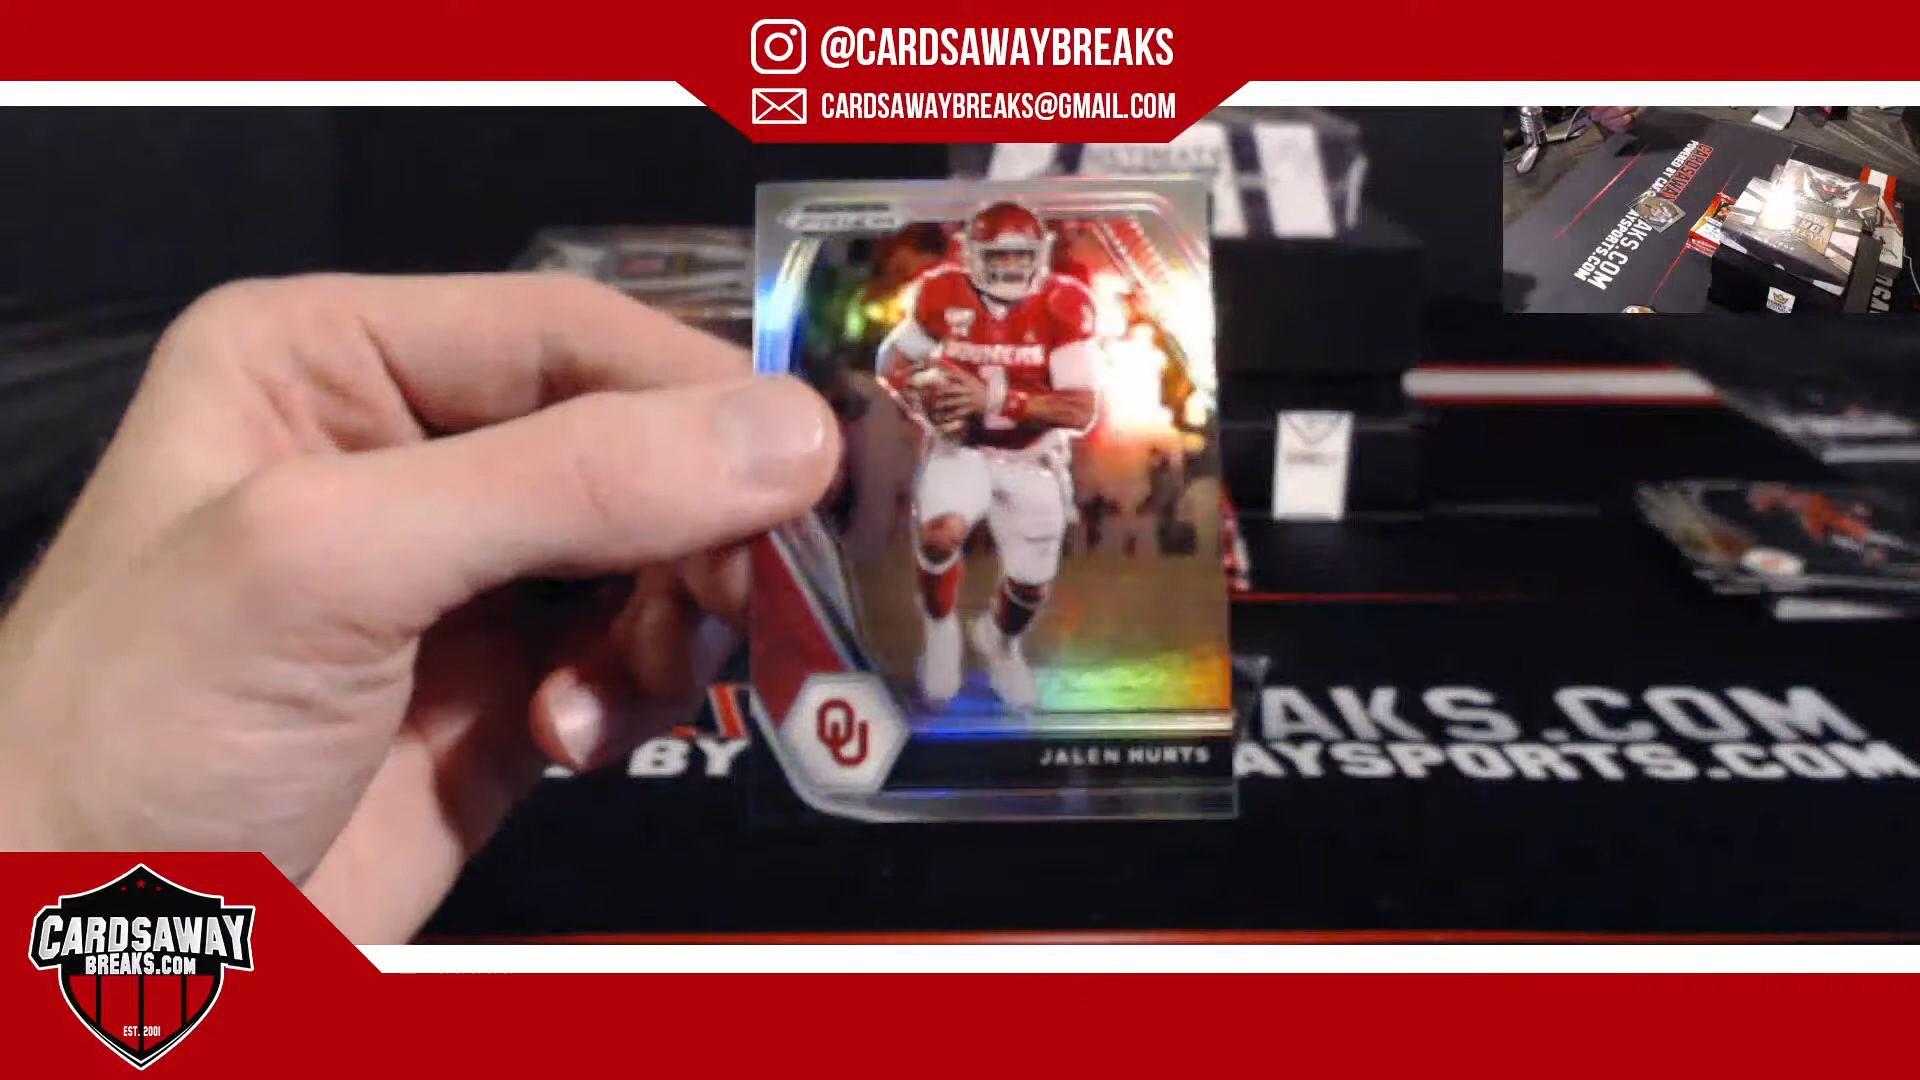 @CARDSAWAYBREAKS
CARDSAWAYBREAKS@GMAIL.COM
PRIZM
SOONERS
1
OU
JALEN HURTS
BY
AKS.COM
AYSPORTS.COM
CARDSAWAY
BREAKS.COM
EST. 2001